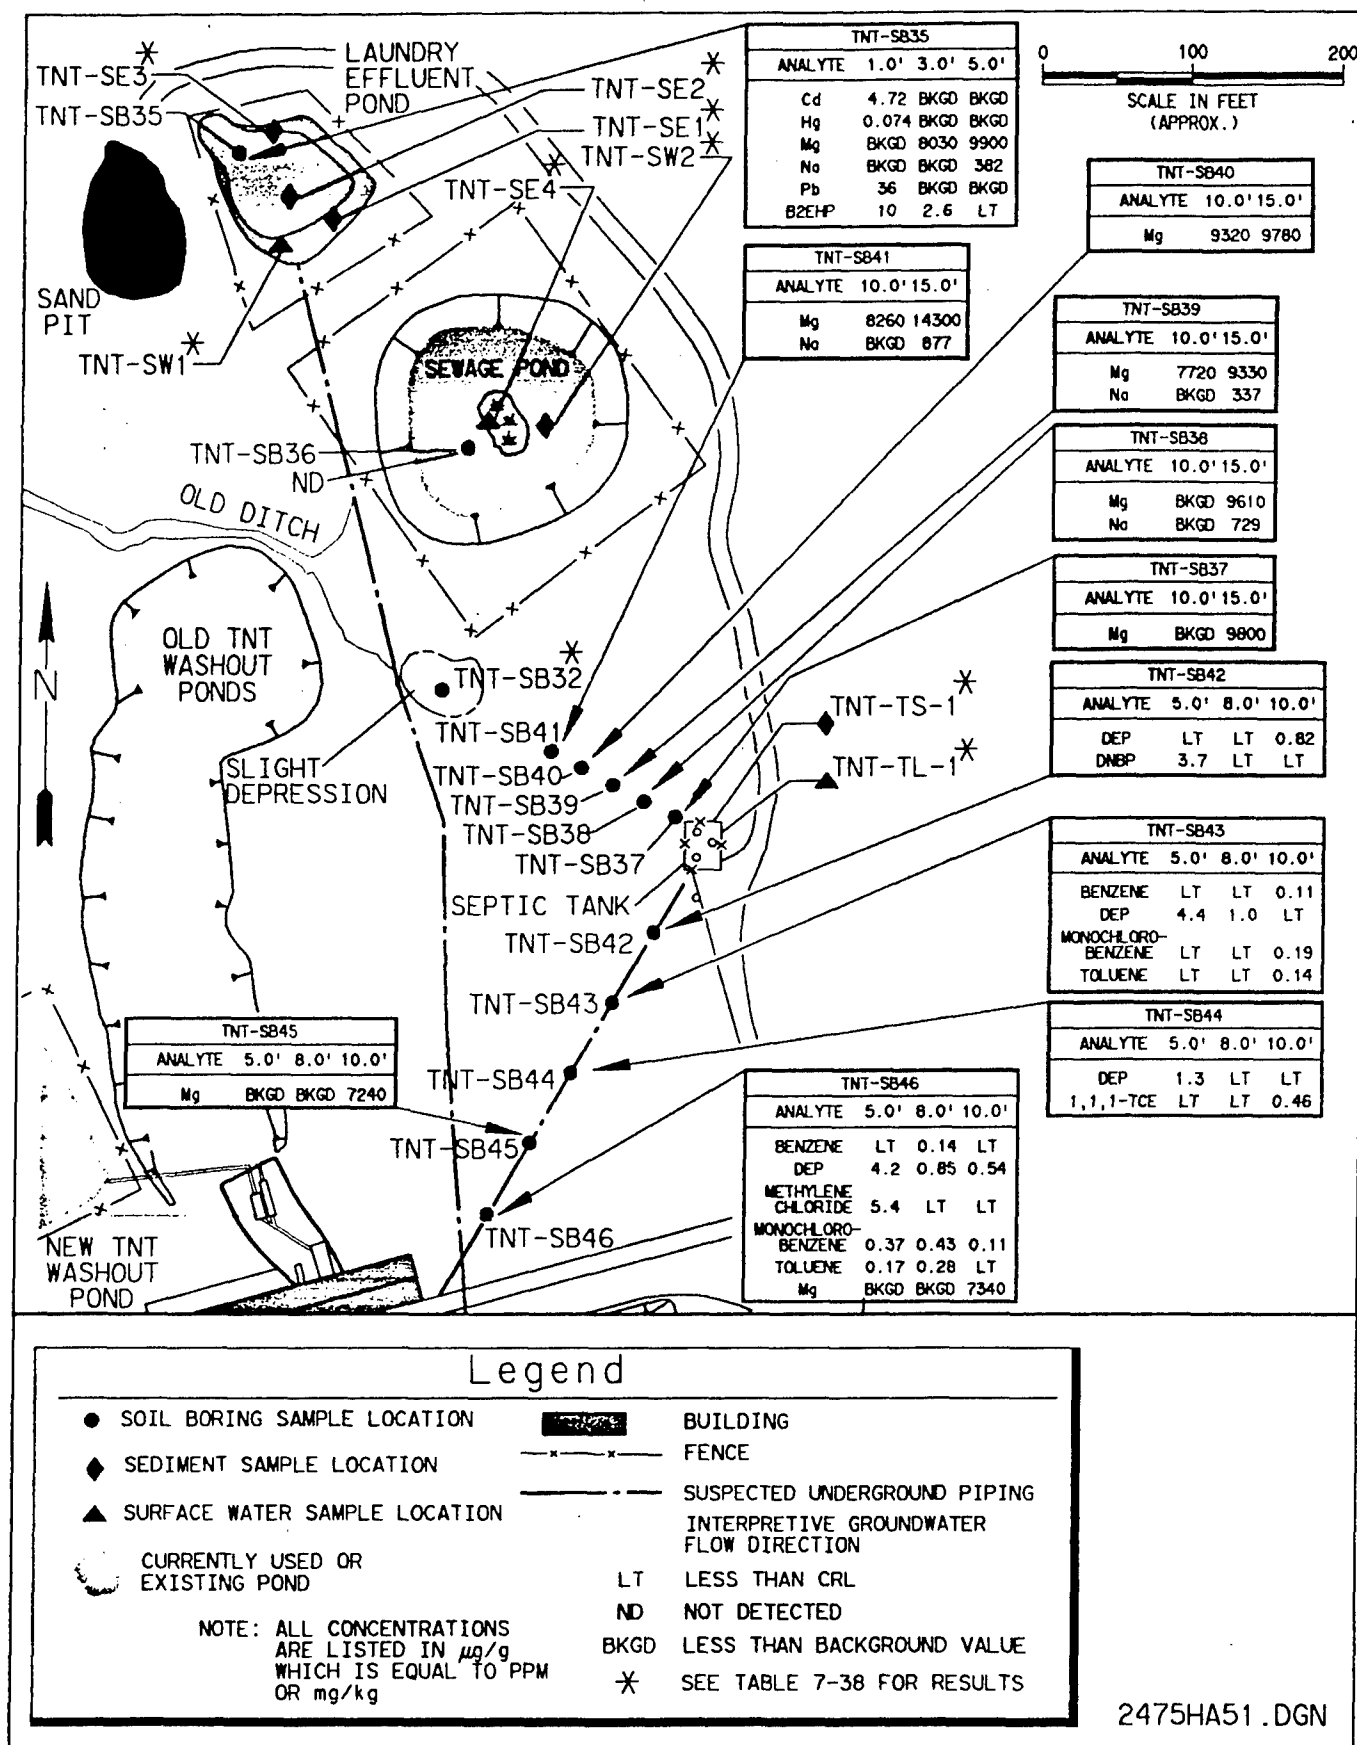 TNT-SE3*
TNT-SB35
LAUNDRY
EFFLUENT
POND
TNT-SE2*
TNT-SE1*
TNT-SW2*
TNT-SE4*
SAND
PIT
TNT-SW1*
SEWAGE POND
TNT-SB36
ND
OLD DITCH
OLD TNT
WASHOUT
PONDS
N
TNT-SB32*
SLIGHT
DEPRESSION
TNT-SB41
TNT-SB40
TNT-SB39
TNT-SB38
TNT-SB37
TNT-TS-1*
TNT-TL-1*
SEPTIC TANK
TNT-SB42
TNT-SB43
TNT-SB44
TNT-SB45
TNT-SB46
NEW TNT
WASHOUT
POND
0 100 200
SCALE IN FEET
(APPROX.)
TNT-SB35
ANALYTE 1.0' 3.0' 5.0'
Cd 4.72 BKGD BKGD
Hg 0.074 BKGD BKGD
Mg BKGD 8030 9900
Na BKGD BKGD 382
Pb 36 BKGD BKGD
B2EHP 10 2.6 LT
TNT-SB40
ANALYTE 10.0' 15.0'
Mg 9320 9780
TNT-SB41
ANALYTE 10.0' 15.0'
Mg 8260 14300
Na BKGD 877
TNT-SB39
ANALYTE 10.0' 15.0'
Mg 7720 9330
Na BKGD 337
TNT-SB38
ANALYTE 10.0' 15.0'
Mg BKGD 9610
Na BKGD 729
TNT-SB37
ANALYTE 10.0' 15.0'
Mg BKGD 9800
TNT-SB42
ANALYTE 5.0' 8.0' 10.0'
DEP LT LT 0.82
DNBP 3.7 LT LT
TNT-SB43
ANALYTE 5.0' 8.0' 10.0'
BENZENE LT LT 0.11
DEP 4.4 1.0 LT
MONOCHLORO-
BENZENE LT LT 0.19
TOLUENE LT LT 0.14
TNT-SB44
ANALYTE 5.0' 8.0' 10.0'
DEP 1.3 LT LT
1,1,1-TCE LT LT 0.46
TNT-SB45
ANALYTE 5.0' 8.0' 10.0'
Mg BKGD BKGD 7240
TNT-SB46
ANALYTE 5.0' 8.0' 10.0'
BENZENE LT 0.14 LT
DEP 4.2 0.85 0.54
METHYLENE
CHLORIDE 5.4 LT LT
MONOCHLORO-
BENZENE 0.37 0.43 0.11
TOLUENE 0.17 0.28 LT
Mg BKGD BKGD 7340
Legend
SOIL BORING SAMPLE LOCATION
SEDIMENT SAMPLE LOCATION
SURFACE WATER SAMPLE LOCATION
CURRENTLY USED OR
EXISTING POND
NOTE: ALL CONCENTRATIONS
ARE LISTED IN µg/g
WHICH IS EQUAL TO PPM
OR mg/kg
BUILDING
FENCE
SUSPECTED UNDERGROUND PIPING
INTERPRETIVE GROUNDWATER
FLOW DIRECTION
LT LESS THAN CRL
ND NOT DETECTED
BKGD LESS THAN BACKGROUND VALUE
* SEE TABLE 7-38 FOR RESULTS
2475HA51.DGN